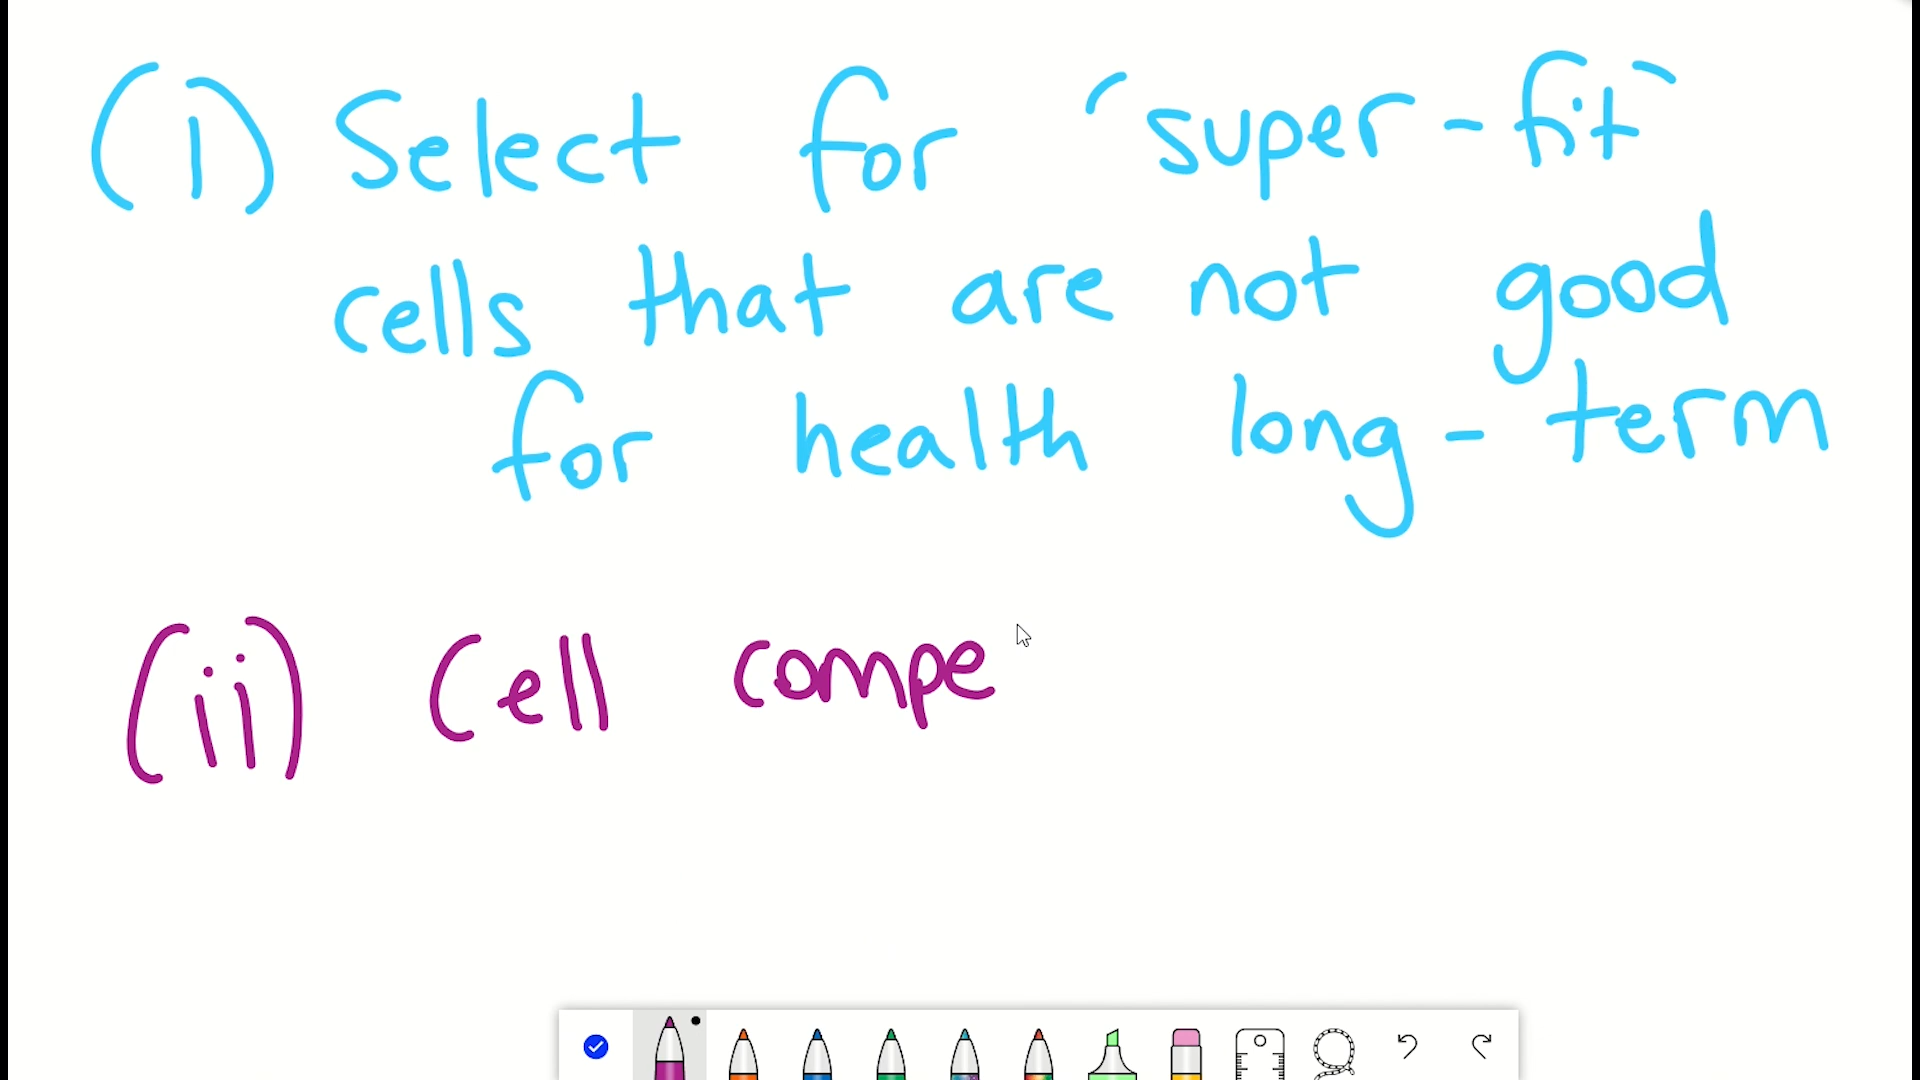 (i) Select for "super-fit"
cells that are not good
for health long-term
(ii) Cell compe